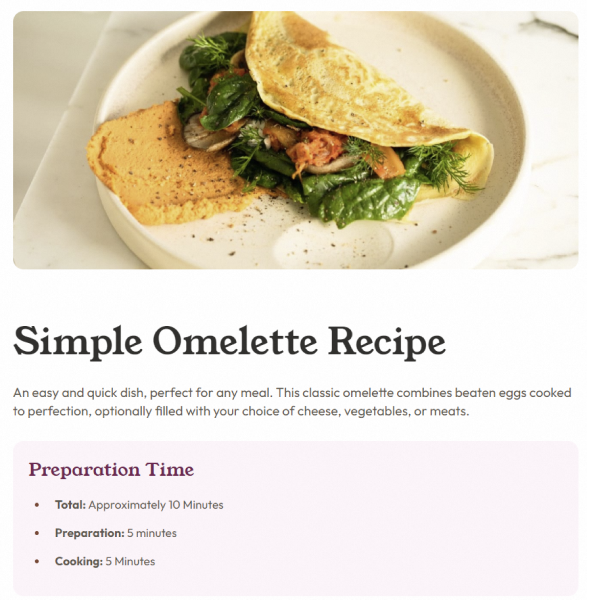 Simple Omelette Recipe
An easy and quick dish, perfect for any meal. This classic omelette combines beaten eggs cooked
to perfection, optionally filled with your choice of cheese, vegetables, or meats.
Preparation Time
• Total: Approximately 10 Minutes
• Preparation: 5 minutes
• Cooking: 5 Minutes